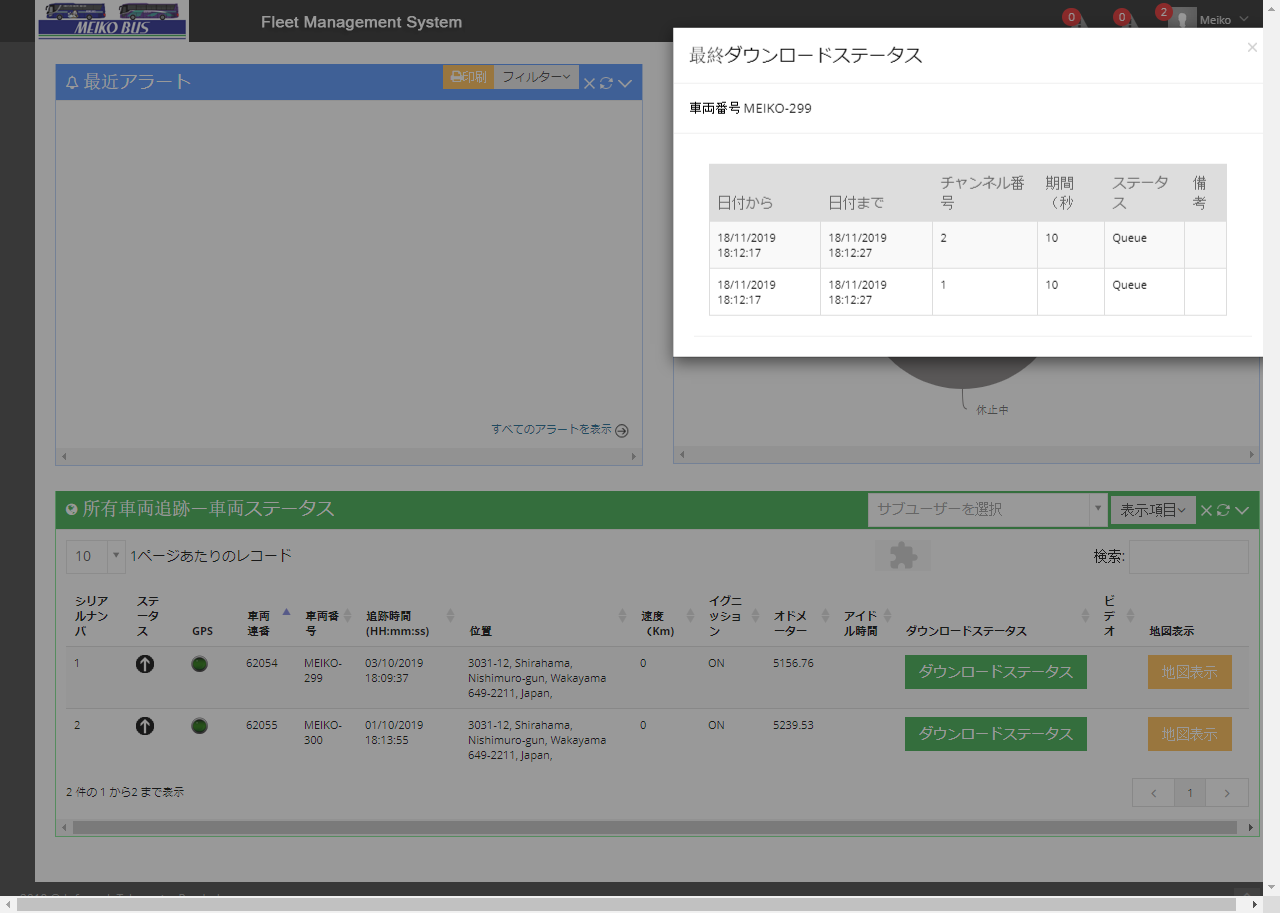 MEIKO BUS
Fleet Management System
0
0
2
Meiko
最終ダウンロードステータス
車両番号 MEIKO-299
日付から 日付まで チャンネル番号 期間（秒 ステータス 備考
18/11/2019 18:12:17 18/11/2019 18:12:27 2 10 Queue
18/11/2019 18:12:17 18/11/2019 18:12:27 1 10 Queue
最近アラート
印刷
フィルター
すべてのアラートを表示
休止中
所有車両追跡ー車両ステータス
サブユーザーを選択
表示項目
10 1ページあたりのレコード
検索:
シリアルナンバ ステータス GPS 車両連番 車両番号 追跡時間 (HH:mm:ss) 位置 速度（Km) イグニッション オドメーター アイドル時間 ダウンロードステータス ビデオ 地図表示
1 62054 MEIKO-299 03/10/2019 18:09:37 3031-12, Shirahama, Nishimuro-gun, Wakayama 649-2211, Japan, 0 ON 5156.76 ダウンロードステータス 地図表示
2 62055 MEIKO-300 01/10/2019 18:13:55 3031-12, Shirahama, Nishimuro-gun, Wakayama 649-2211, Japan, 0 ON 5239.53 ダウンロードステータス 地図表示
2 件の 1 から2 まで表示
1